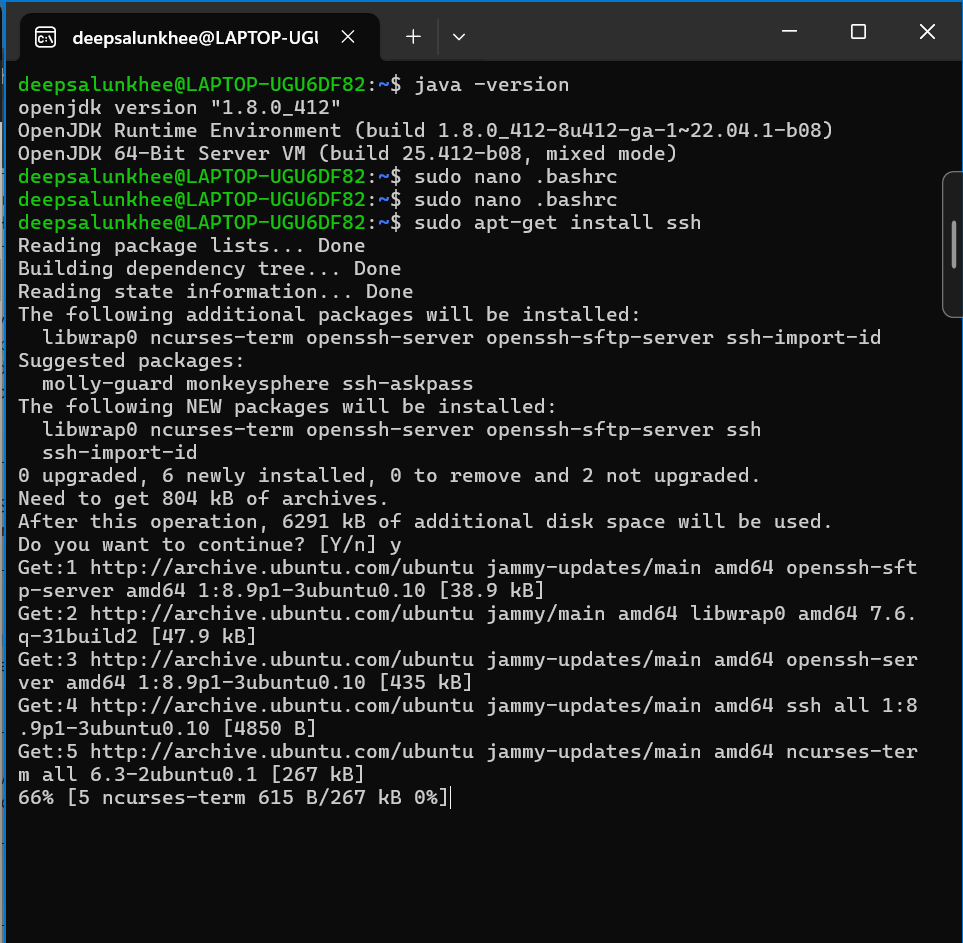 deepsalunkhee@LAPTOP-UGU
deepsalunkhee@LAPTOP-UGU6DF82:~$ java -version
openjdk version "1.8.0_412"
OpenJDK Runtime Environment (build 1.8.0_412-8u412-ga-1~22.04.1-b08)
OpenJDK 64-Bit Server VM (build 25.412-b08, mixed mode)
deepsalunkhee@LAPTOP-UGU6DF82:~$ sudo nano .bashrc
deepsalunkhee@LAPTOP-UGU6DF82:~$ sudo nano .bashrc
deepsalunkhee@LAPTOP-UGU6DF82:~$ sudo apt-get install ssh
Reading package lists... Done
Building dependency tree... Done
Reading state information... Done
The following additional packages will be installed:
  libwrap0 ncurses-term openssh-server openssh-sftp-server ssh-import-id
Suggested packages:
  molly-guard monkeysphere ssh-askpass
The following NEW packages will be installed:
  libwrap0 ncurses-term openssh-server openssh-sftp-server ssh
  ssh-import-id
0 upgraded, 6 newly installed, 0 to remove and 2 not upgraded.
Need to get 804 kB of archives.
After this operation, 6291 kB of additional disk space will be used.
Do you want to continue? [Y/n] y
Get:1 http://archive.ubuntu.com/ubuntu jammy-updates/main amd64 openssh-sft
p-server amd64 1:8.9p1-3ubuntu0.10 [38.9 kB]
Get:2 http://archive.ubuntu.com/ubuntu jammy/main amd64 libwrap0 amd64 7.6.
q-31build2 [47.9 kB]
Get:3 http://archive.ubuntu.com/ubuntu jammy-updates/main amd64 openssh-ser
ver amd64 1:8.9p1-3ubuntu0.10 [435 kB]
Get:4 http://archive.ubuntu.com/ubuntu jammy-updates/main amd64 ssh all 1:8
.9p1-3ubuntu0.10 [4850 B]
Get:5 http://archive.ubuntu.com/ubuntu jammy-updates/main amd64 ncurses-ter
m all 6.3-2ubuntu0.1 [267 kB]
66% [5 ncurses-term 615 B/267 kB 0%]